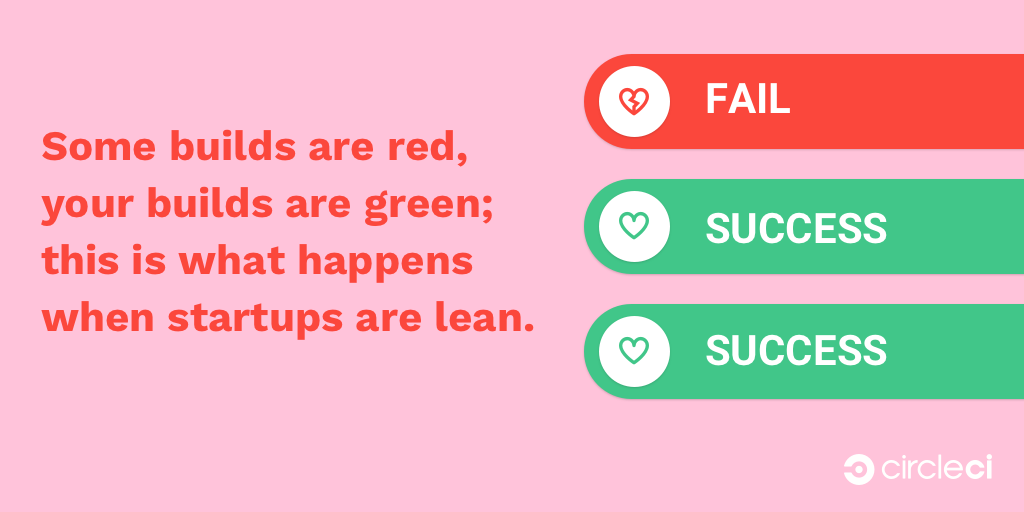 Some builds are red,
your builds are green;
this is what happens
when startups are lean.
FAIL
SUCCESS
SUCCESS
circleci